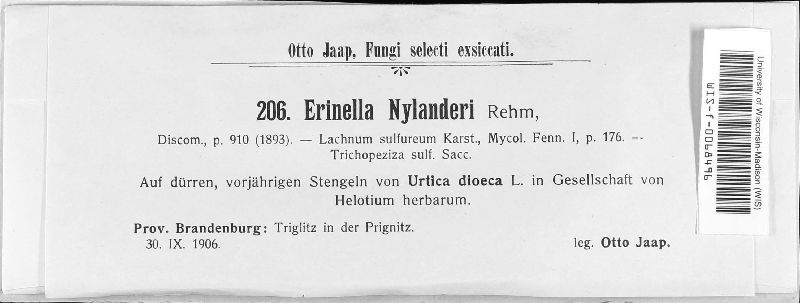 Otto Jaap, Fungi selecti exsiccati.
206. Erinella Nylanderi Rehm,
Discom., p. 910 (1893). — Lachnum sulfureum Karst., Mycol. Fenn. I, p. 176. —
Trichopeziza sulf. Sacc.
Auf dürren, vorjährigen Stengeln von Urtica dioeca L. in Gesellschaft von
Helotium herbarum.
Prov. Brandenburg: Triglitz in der Prignitz.
30. IX. 1906.
leg. Otto Jaap.
University of Wisconsin-Madison (WIS)
WIS-f-0068496